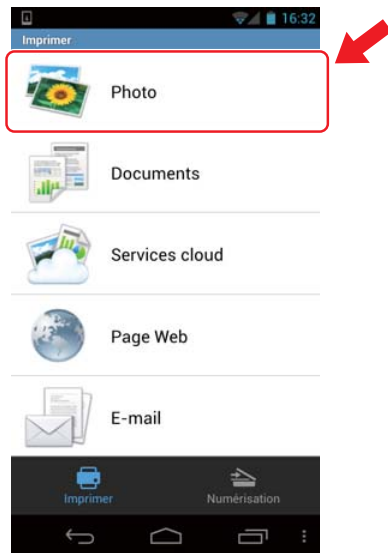 16:32
Imprimer
Photo
Documents
Services cloud
Page Web
E-mail
Imprimer Numérisation